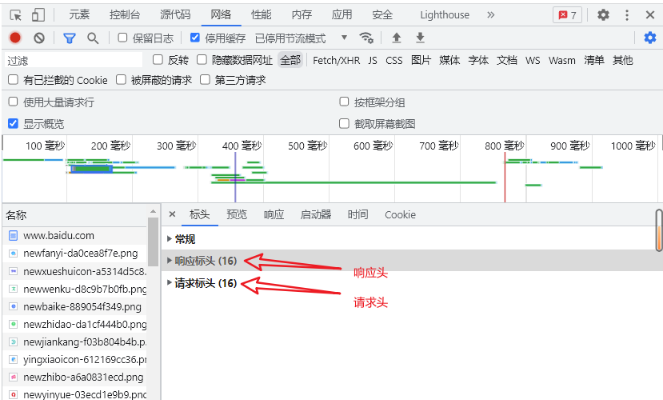 元素 控制台 源代码 网络 性能 内存 应用 安全 Lighthouse » 7
保留日志 停用缓存 已停用节流模式
过滤 反转 隐藏数据网址 全部 Fetch/XHR JS CSS 图片 媒体 字体 文档 WS Wasm 清单 其他
有已拦截的 Cookie 被屏蔽的请求 第三方请求
使用大量请求行 按框架分组
显示概览 截取屏幕截图
100 毫秒 200 毫秒 300 毫秒 400 毫秒 500 毫秒 600 毫秒 700 毫秒 800 毫秒 900 毫秒 1000 毫秒
名称 × 标头 预览 响应 启动器 时间 Cookie
www.baidu.com
常规
newfanyi-da0cea8f7e.png
响应标头 (16)
newxueshuicon-a5314d5c8.
响应头
newwenku-d8c9b7b0fb.png
请求标头 (16)
newbaike-889054f349.png
请求头
newzhidao-da1cf444b0.png
newjiankang-f03b804b4b.p.
yingxiaoicon-612169cc36.pn
newzhibo-a6a0831ecd.png
newyinyue-03ecd1e9b9.png